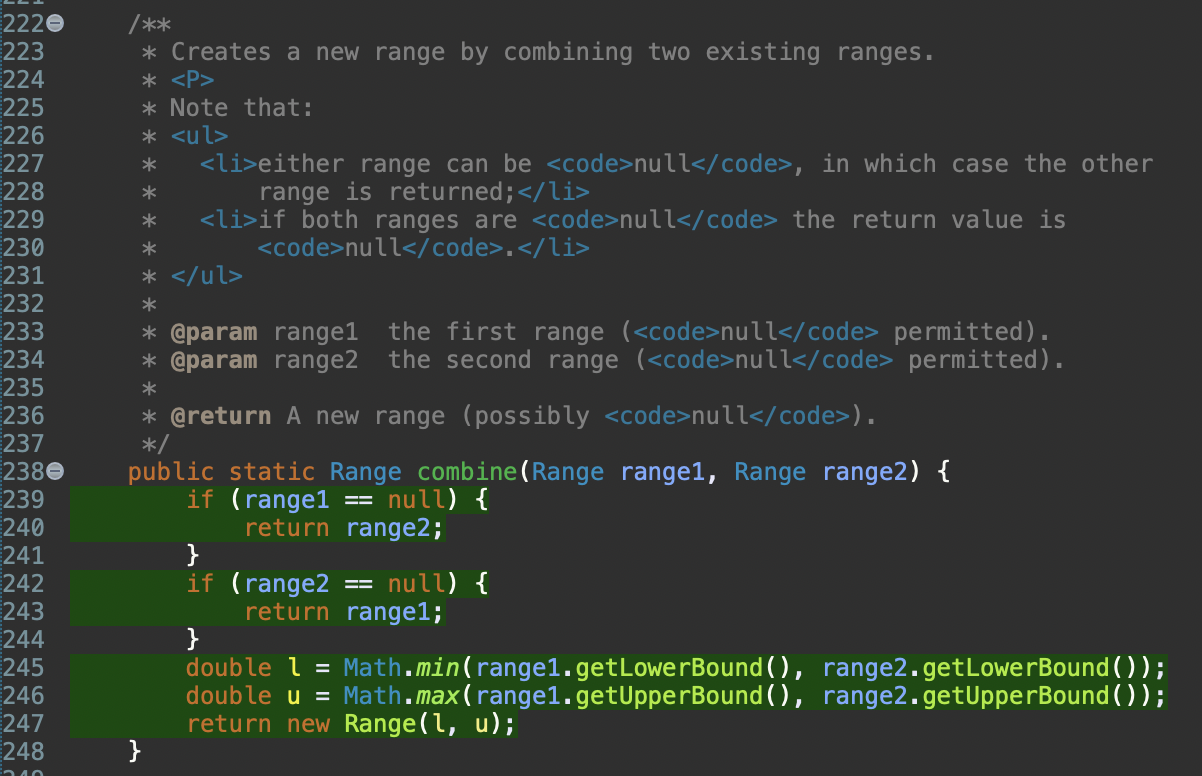 222 /**
223 * Creates a new range by combining two existing ranges.
224 * <P>
225 * Note that:
226 * <ul>
227 *   <li>either range can be <code>null</code>, in which case the other
228 *       range is returned;</li>
229 *   <li>if both ranges are <code>null</code> the return value is
230 *       <code>null</code>.</li>
231 * </ul>
232 *
233 * @param range1  the first range (<code>null</code> permitted).
234 * @param range2  the second range (<code>null</code> permitted).
235 *
236 * @return A new range (possibly <code>null</code>).
237 */
238 public static Range combine(Range range1, Range range2) {
239     if (range1 == null) {
240         return range2;
241     }
242     if (range2 == null) {
243         return range1;
244     }
245     double l = Math.min(range1.getLowerBound(), range2.getLowerBound());
246     double u = Math.max(range1.getUpperBound(), range2.getUpperBound());
247     return new Range(l, u);
248 }